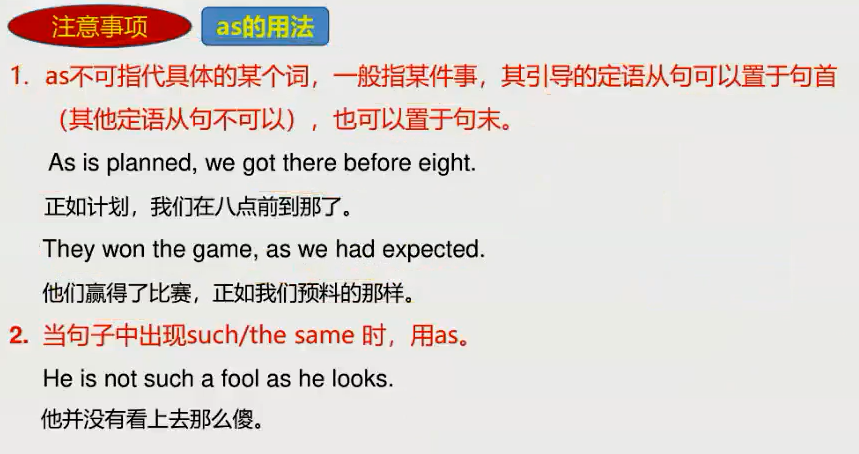 注意事项
as的用法
1. as不可指代具体的某个词，一般指某件事，其引导的定语从句可以置于句首
（其他定语从句不可以），也可以置于句末。
As is planned, we got there before eight.
正如计划，我们在八点前到那了。
They won the game, as we had expected.
他们赢得了比赛，正如我们预料的那样。
2. 当句子中出现such/the same 时，用as。
He is not such a fool as he looks.
他并没有看上去那么傻。